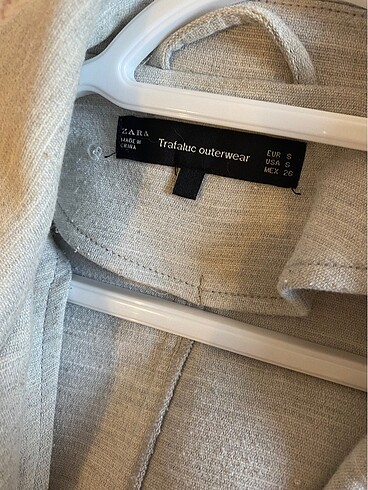 ZARA
MADE IN
CHINA
Trafaluc outerwear
EUR S
USA S
MEX 26